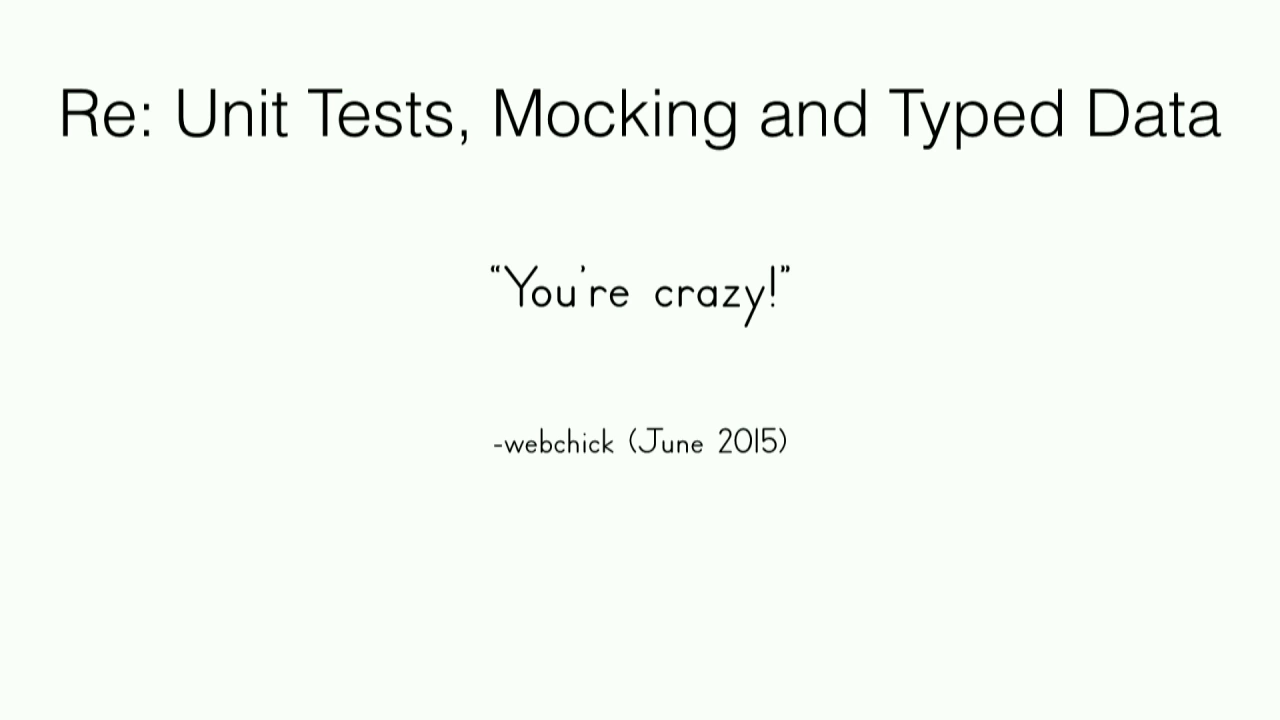 Re: Unit Tests, Mocking and Typed Data
“You’re crazy!”
-webchick (June 2015)